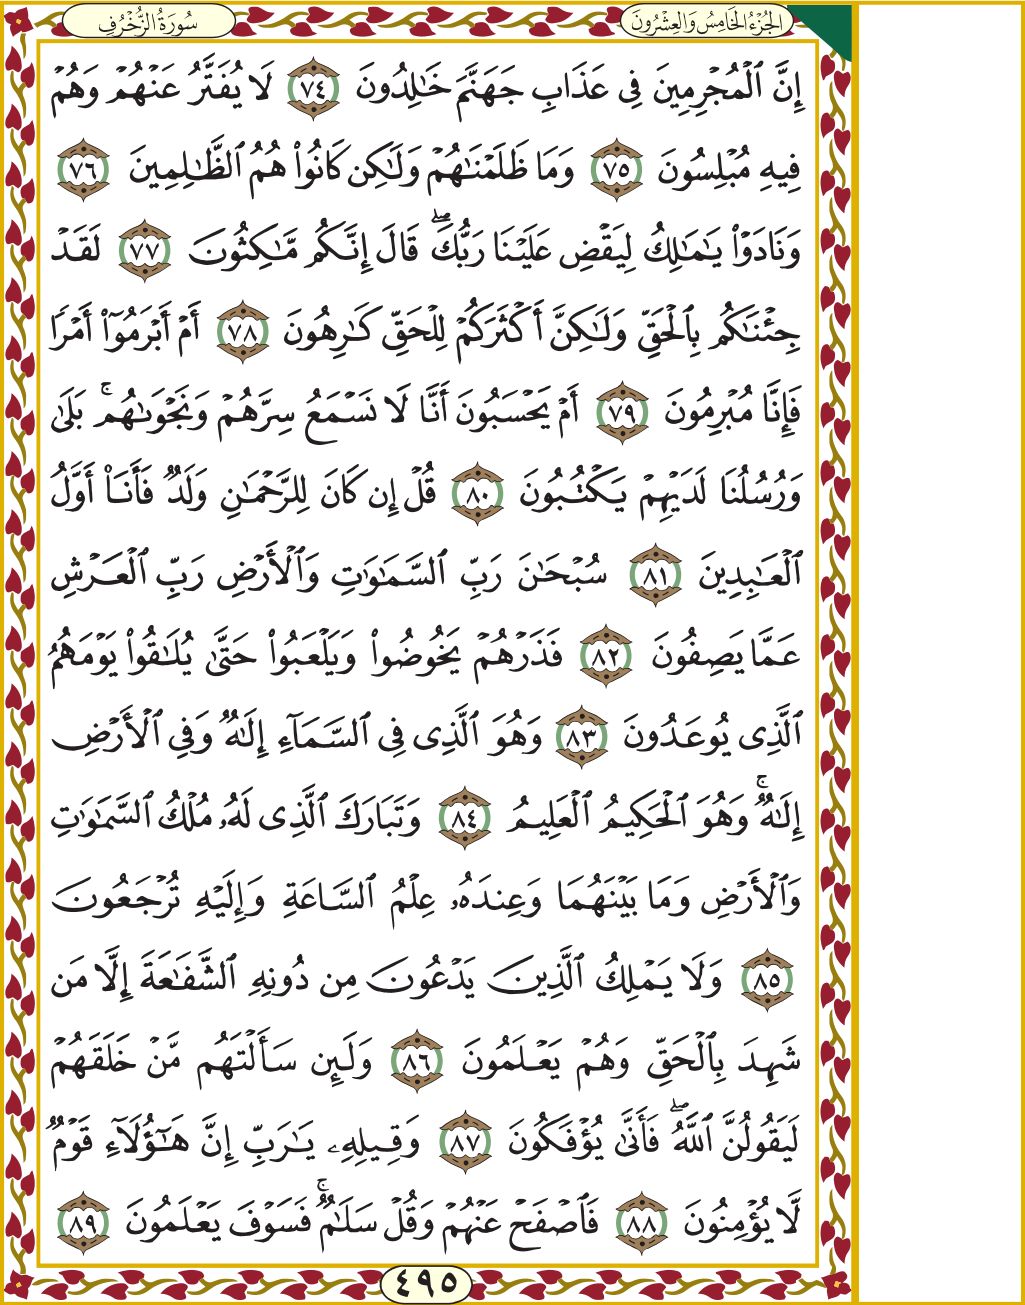 الجُزْءُ الخَامِسُ وَالعِشْرُونَ
سُورَةُ الزُّخْرُفِ
إِنَّ ٱلْمُجْرِمِينَ فِى عَذَابِ جَهَنَّمَ خَـٰلِدُونَ ٧٤ لَا يُفَتَّرُ عَنْهُمْ وَهُمْ
فِيهِ مُبْلِسُونَ ٧٥ وَمَا ظَلَمْنَـٰهُمْ وَلَـٰكِن كَانُوا۟ هُمُ ٱلظَّـٰلِمِينَ ٧٦
وَنَادَوْا۟ يَـٰمَـٰلِكُ لِيَقْضِ عَلَيْنَا رَبُّكَ ۖ قَالَ إِنَّكُم مَّـٰكِثُونَ ٧٧ لَقَدْ
جِئْنَـٰكُم بِٱلْحَقِّ وَلَـٰكِنَّ أَكْثَرَكُمْ لِلْحَقِّ كَـٰرِهُونَ ٧٨ أَمْ أَبْرَمُوٓا۟ أَمْرًا
فَإِنَّا مُبْرِمُونَ ٧٩ أَمْ يَحْسَبُونَ أَنَّا لَا نَسْمَعُ سِرَّهُمْ وَنَجْوَىٰهُم ۚ بَلَىٰ
وَرُسُلُنَا لَدَيْهِمْ يَكْتُبُونَ ٨٠ قُلْ إِن كَانَ لِلرَّحْمَـٰنِ وَلَدٌ فَأَنَا۠ أَوَّلُ
ٱلْعَـٰبِدِينَ ٨١ سُبْحَـٰنَ رَبِّ ٱلسَّمَـٰوَٰتِ وَٱلْأَرْضِ رَبِّ ٱلْعَرْشِ
عَمَّا يَصِفُونَ ٨٢ فَذَرْهُمْ يَخُوضُوا۟ وَيَلْعَبُوا۟ حَتَّىٰ يُلَـٰقُوا۟ يَوْمَهُمُ
ٱلَّذِى يُوعَدُونَ ٨٣ وَهُوَ ٱلَّذِى فِى ٱلسَّمَآءِ إِلَـٰهٌ وَفِى ٱلْأَرْضِ
إِلَـٰهٌ ۚ وَهُوَ ٱلْحَكِيمُ ٱلْعَلِيمُ ٨٤ وَتَبَارَكَ ٱلَّذِى لَهُۥ مُلْكُ ٱلسَّمَـٰوَٰتِ
وَٱلْأَرْضِ وَمَا بَيْنَهُمَا وَعِندَهُۥ عِلْمُ ٱلسَّاعَةِ وَإِلَيْهِ تُرْجَعُونَ
٨٥ وَلَا يَمْلِكُ ٱلَّذِينَ يَدْعُونَ مِن دُونِهِ ٱلشَّفَـٰعَةَ إِلَّا مَن
شَهِدَ بِٱلْحَقِّ وَهُمْ يَعْلَمُونَ ٨٦ وَلَئِن سَأَلْتَهُم مَّنْ خَلَقَهُمْ
لَيَقُولُنَّ ٱللَّهُ ۖ فَأَنَّىٰ يُؤْفَكُونَ ٨٧ وَقِيلِهِۦ يَـٰرَبِّ إِنَّ هَـٰٓؤُلَآءِ قَوْمٌ
لَّا يُؤْمِنُونَ ٨٨ فَٱصْفَحْ عَنْهُمْ وَقُلْ سَلَـٰمٌ ۚ فَسَوْفَ يَعْلَمُونَ ٨٩
٤٩٥